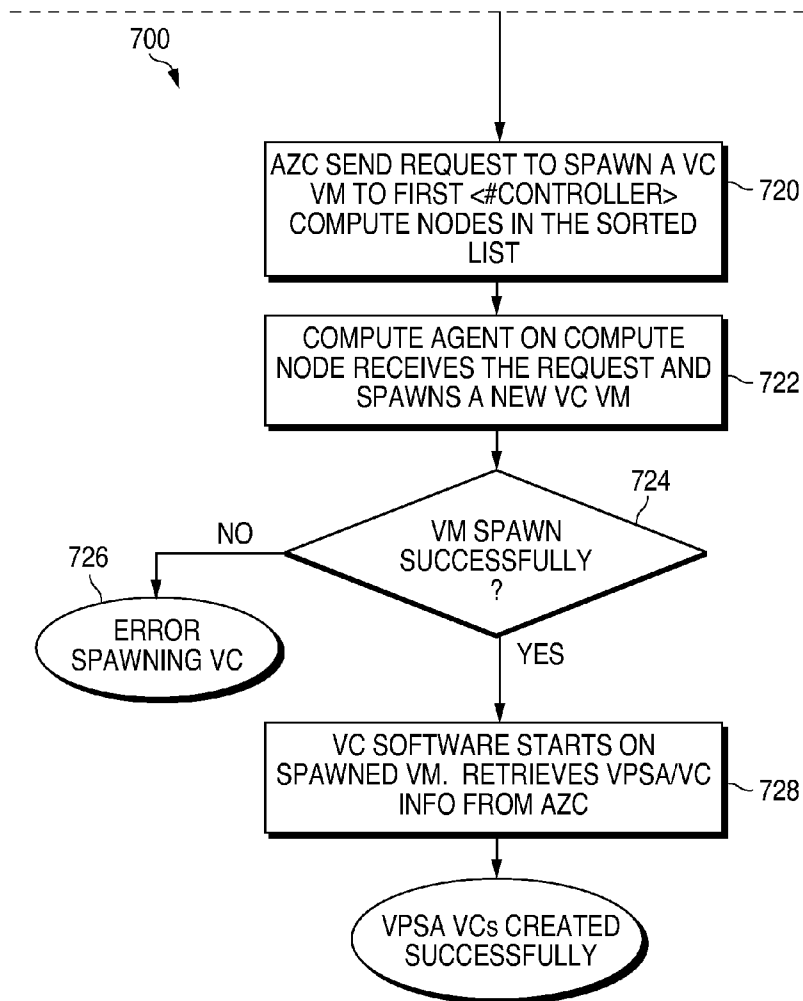 700
AZC SEND REQUEST TO SPAWN A VC
VM TO FIRST <#CONTROLLER>
COMPUTE NODES IN THE SORTED
LIST
720
COMPUTE AGENT ON COMPUTE
NODE RECEIVES THE REQUEST AND
SPAWNS A NEW VC VM
722
724
VM SPAWN
SUCCESSFULLY
?
NO
726
ERROR
SPAWNING VC
YES
VC SOFTWARE STARTS ON
SPAWNED VM. RETRIEVES VPSA/VC
INFO FROM AZC
728
VPSA VCs CREATED
SUCCESSFULLY